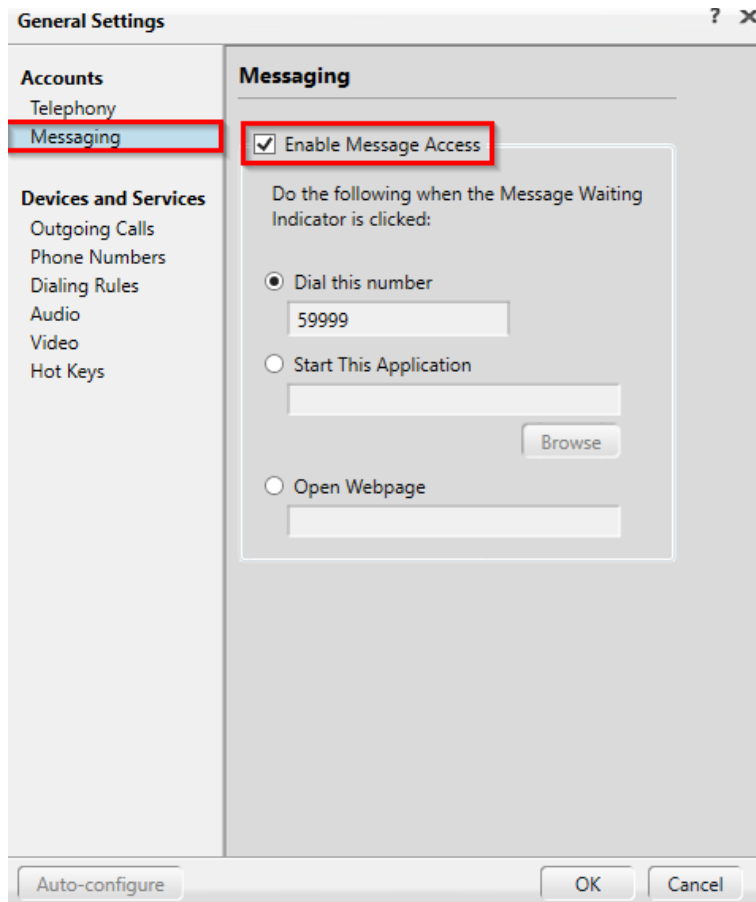 General Settings
?
Accounts
Telephony
Messaging
Devices and Services
Outgoing Calls
Phone Numbers
Dialing Rules
Audio
Video
Hot Keys
Messaging
Enable Message Access
Do the following when the Message Waiting
Indicator is clicked:
Dial this number
59999
Start This Application
Browse
Open Webpage
Auto-configure
OK
Cancel